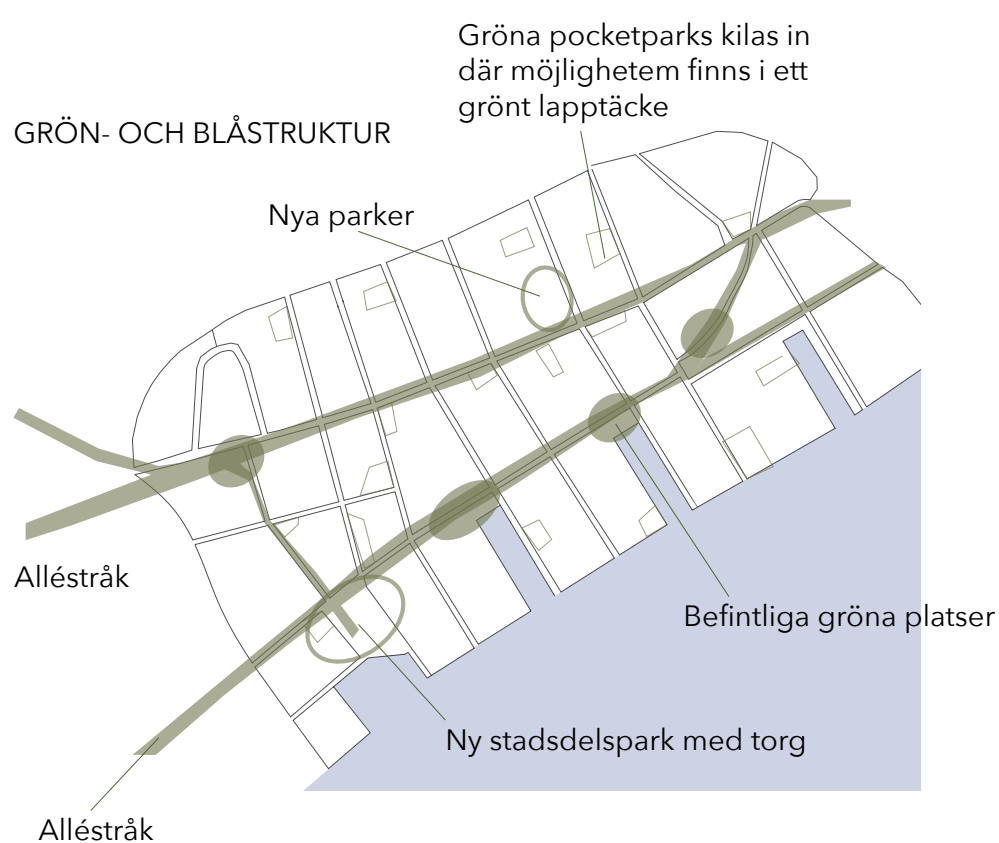 Gröna pocketparks kilas in
där möjlighetem finns i ett
grönt lapptäcke
GRÖN- OCH BLÅSTRUKTUR
Nya parker
Alléstråk
Befintliga gröna platser
Ny stadsdelspark med torg
Alléstråk